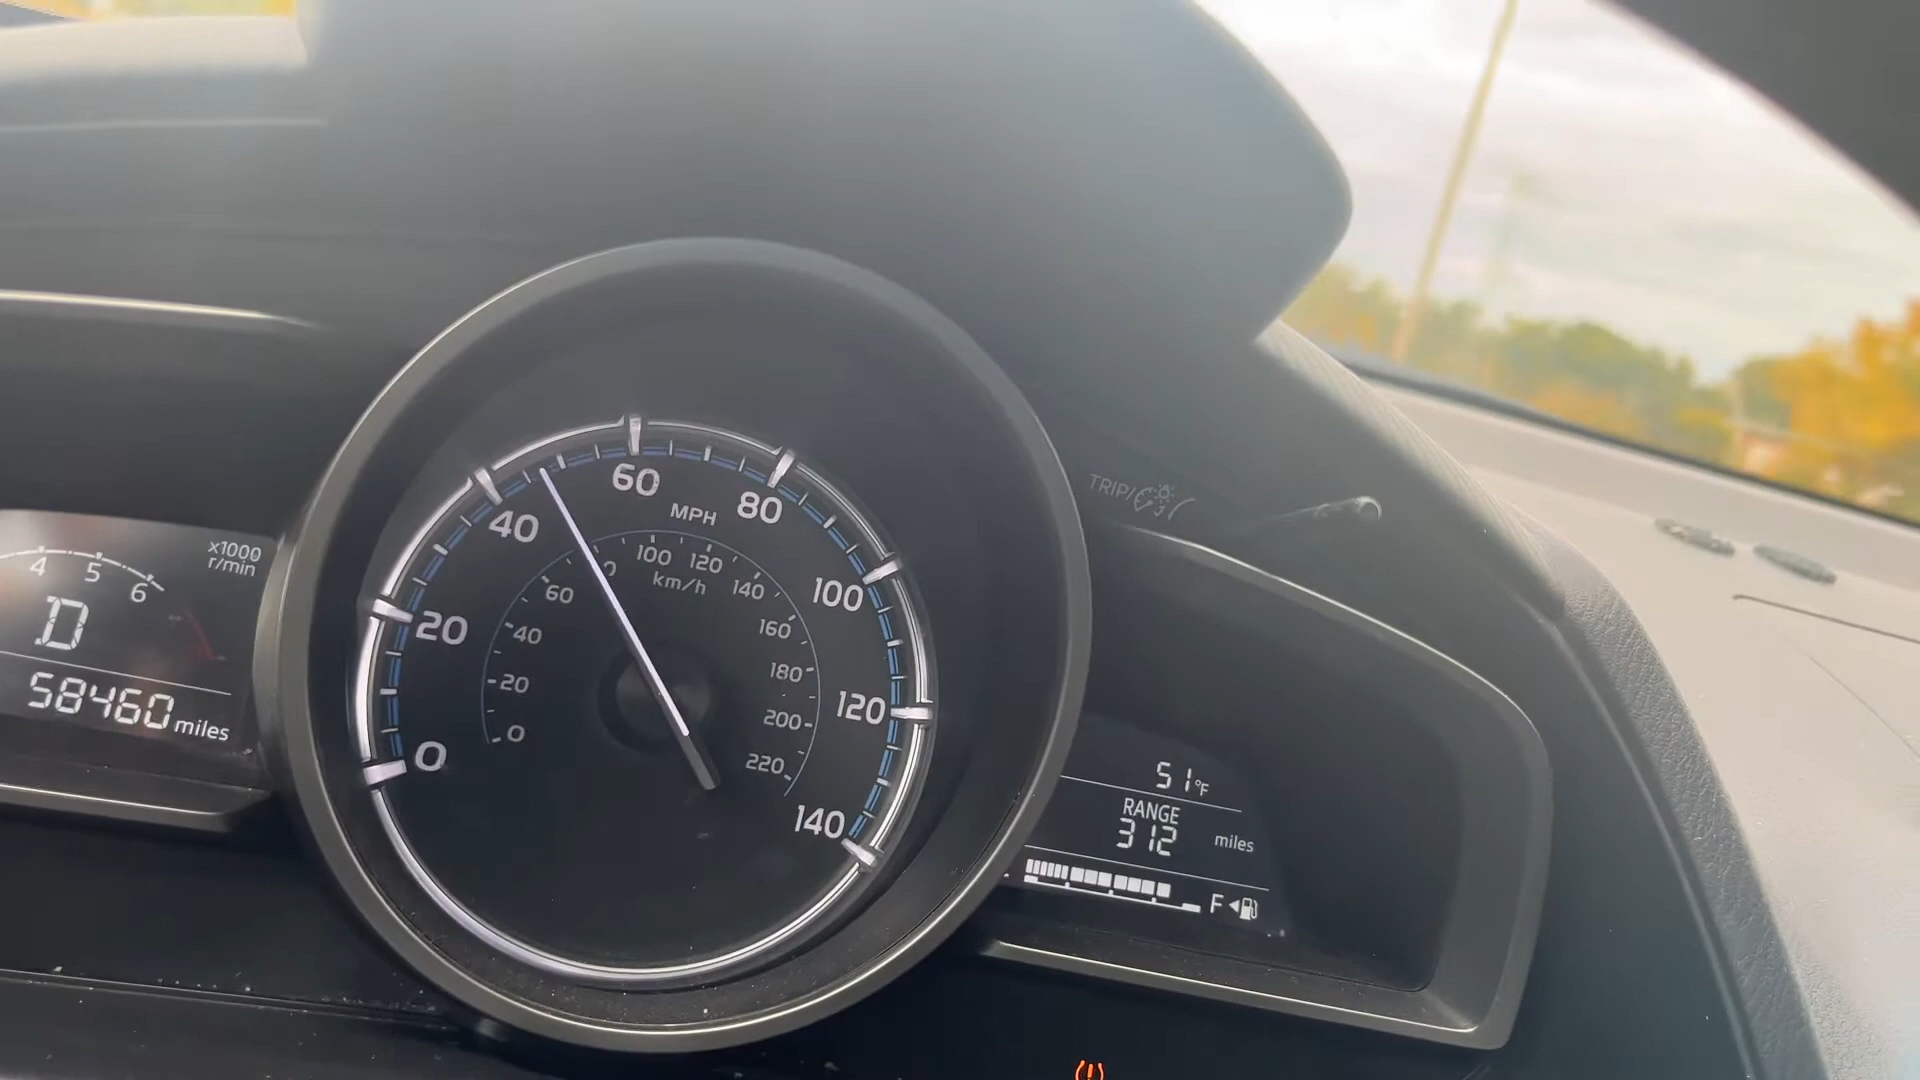 x1000
r/min
4 5 6
D
58460 miles
0 20 40 60 80 100 120 140
MPH
0 20 40 60 0 100 120 140 160 180 200 220
km/h
TRIP/
51°F
RANGE
312 miles
F
(!)